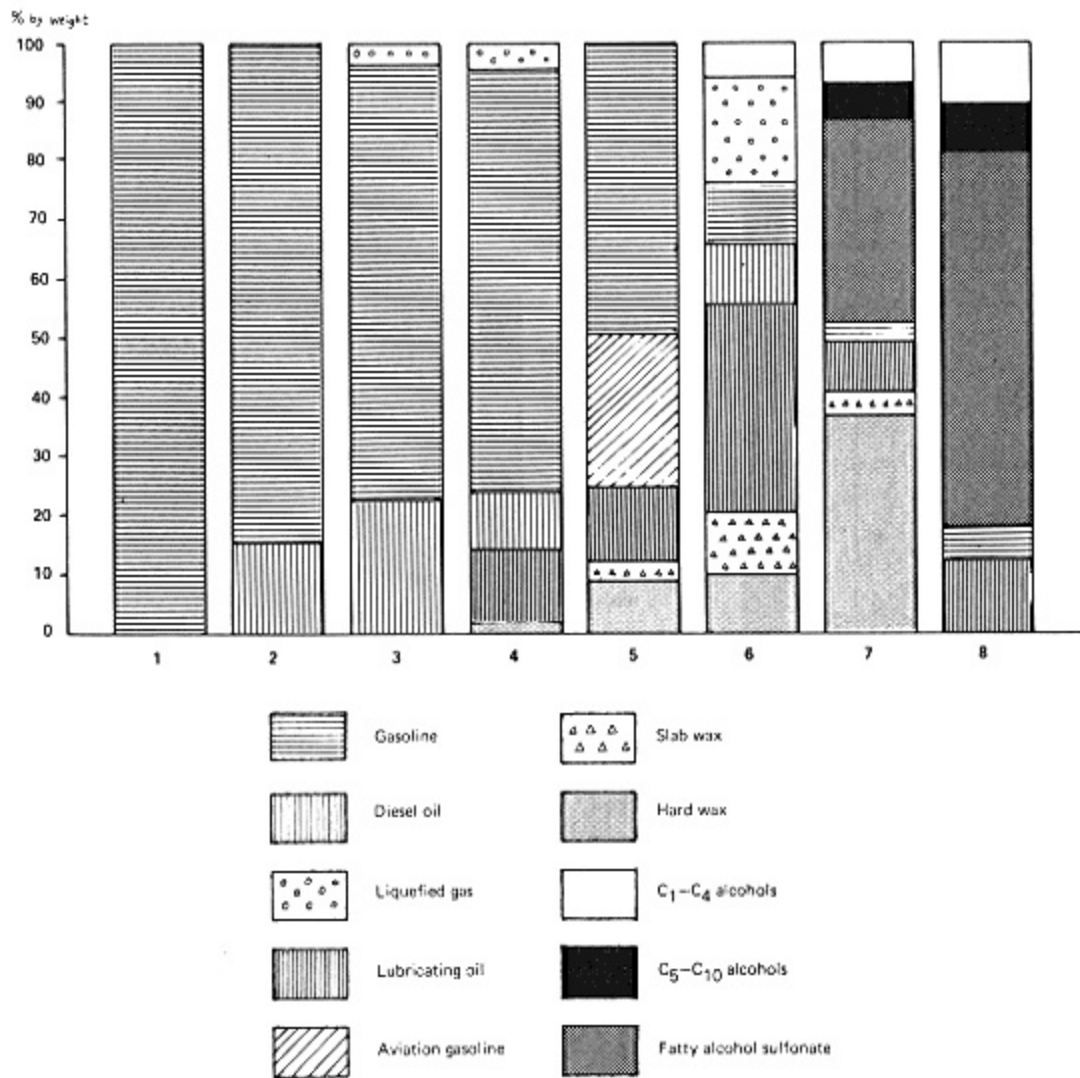 % by weight
100
90
80
70
60
50
40
30
20
10
0
1 2 3 4 5 6 7 8
Gasoline
Slab wax
Diesel oil
Hard wax
Liquefied gas
C1–C4 alcohols
Lubricating oil
C5–C10 alcohols
Aviation gasoline
Fatty alcohol sulfonate